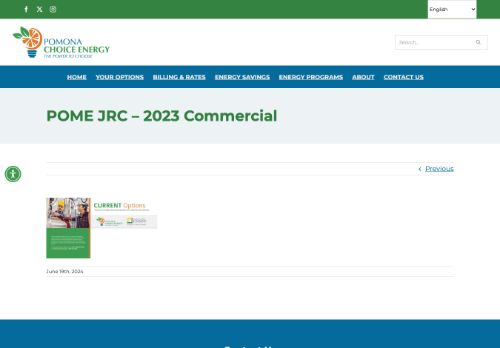 English
POMONA
CHOICE ENERGY
THE POWER TO CHOOSE
Search...
HOME YOUR OPTIONS BILLING & RATES ENERGY SAVINGS ENERGY PROGRAMS ABOUT CONTACT US
POME JRC – 2023 Commercial
Previous
CURRENT Options
June 19th, 2024